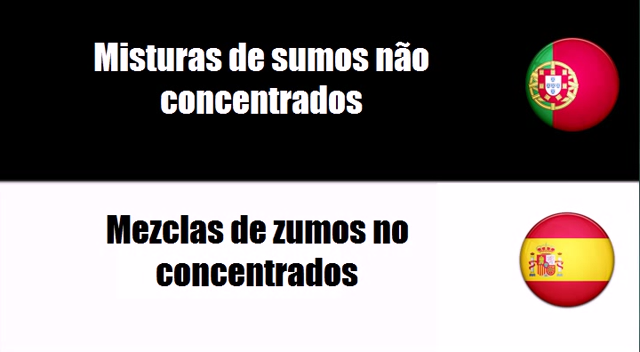 Misturas de sumos não
concentrados
Mezclas de zumos no
concentrados